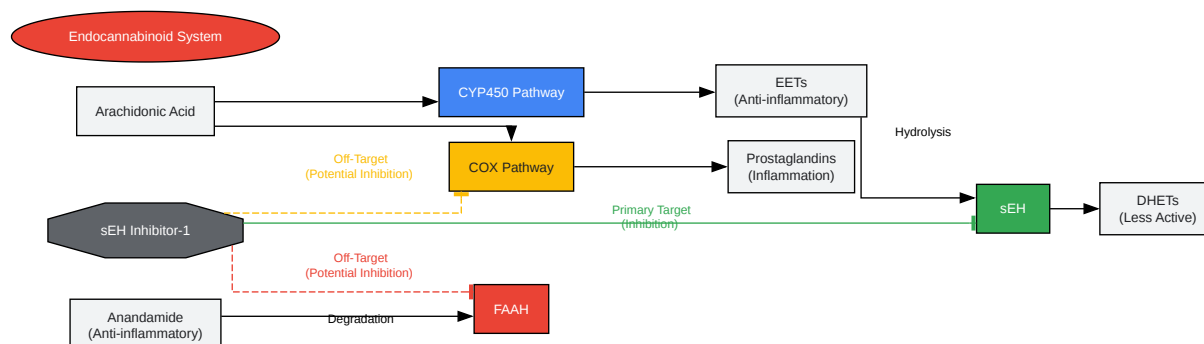 Endocannabinoid System
Arachidonic Acid
CYP450 Pathway
EETs
(Anti-inflammatory)
Hydrolysis
Off-Target
(Potential Inhibition)
COX Pathway
Prostaglandins
(Inflammation)
sEH Inhibitor-1
Primary Target
(Inhibition)
sEH
DHETs
(Less Active)
Off-Target
(Potential Inhibition)
Anandamide
(Anti-inflammatory)
Degradation
FAAH